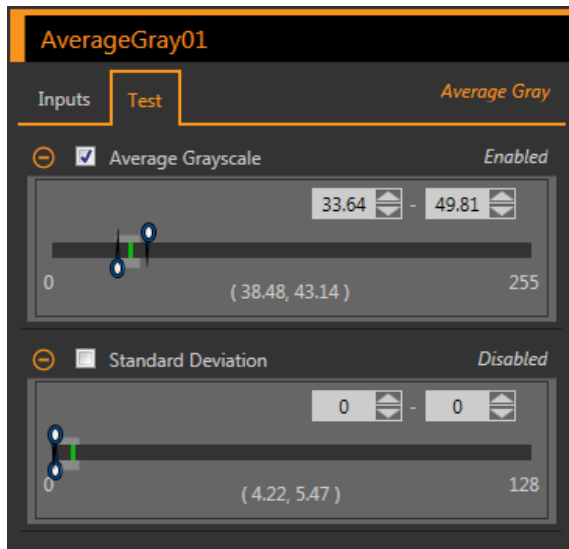 AverageGray01
Inputs Test Average Gray
Average Grayscale Enabled
33.64 - 49.81
0 255
( 38.48, 43.14 )
Standard Deviation Disabled
0 - 0
0 128
( 4.22, 5.47 )